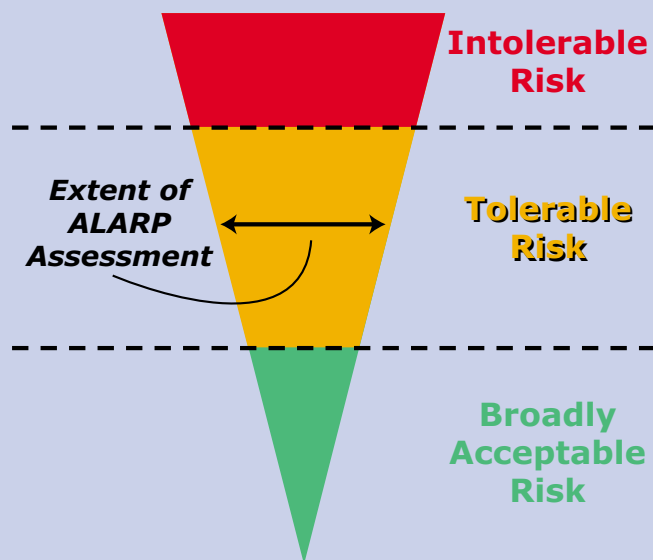 Intolerable
Risk
Extent of
ALARP
Assessment
Tolerable
Risk
Broadly
Acceptable
Risk